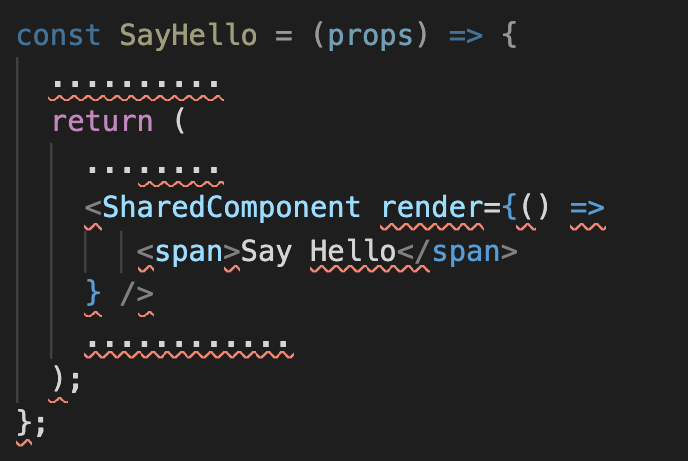 const SayHello = (props) => {
..........
return (
........
<SharedComponent render={() =>
<span>Say Hello</span>
} />
............
);
};